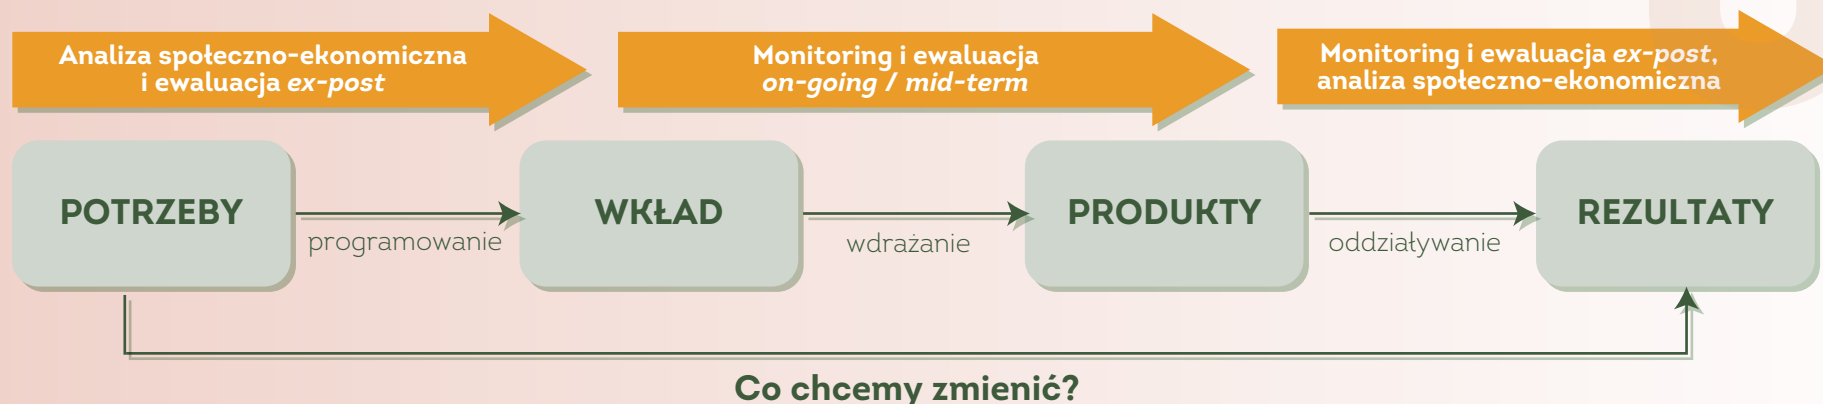 Analiza społeczno-ekonomiczna
i ewaluacja ex-post
Monitoring i ewaluacja
on-going / mid-term
Monitoring i ewaluacja ex-post,
analiza społeczno-ekonomiczna
POTRZEBY
programowanie
WKŁAD
wdrażanie
PRODUKTY
oddziaływanie
REZULTATY
Co chcemy zmienić?